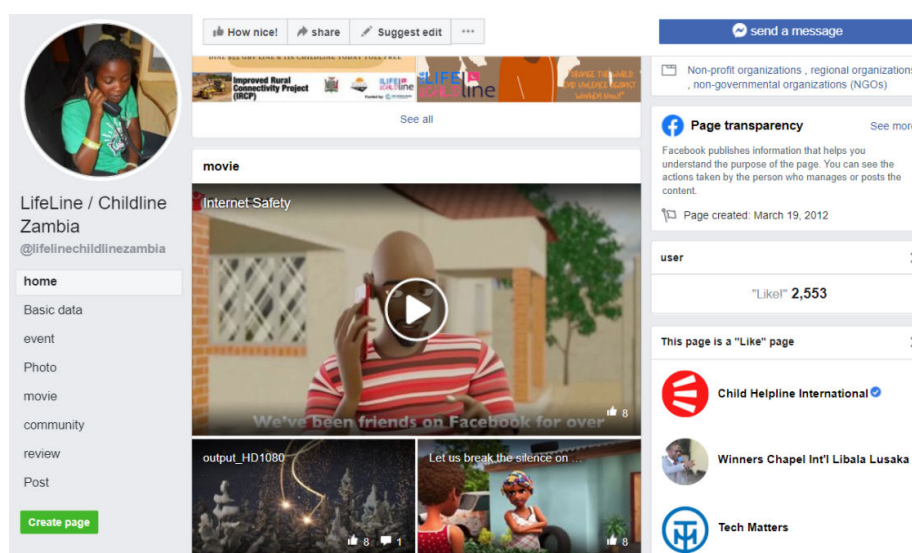 How nice!
share
Suggest edit
send a message
Improved Rural
Connectivity Project
(IRCP)
LIFE
line
See all
movie
Internet Safety
We've been friends on Facebook for over
8
output_HD1080
8 1
Let us break the silence on ...
8
LifeLine / Childline
Zambia
@lifelinechildlinezambia
home
Basic data
event
Photo
movie
community
review
Post
Create page
Non-profit organizations , regional organizations
, non-governmental organizations (NGOs)
Page transparency
See more
Facebook publishes information that helps you
understand the purpose of the page. You can see the
actions taken by the person who manages or posts the
content.
Page created: March 19, 2012
user
"Like!" 2,553
This page is a "Like" page
Child Helpline International
Winners Chapel Int'l Libala Lusaka
Tech Matters